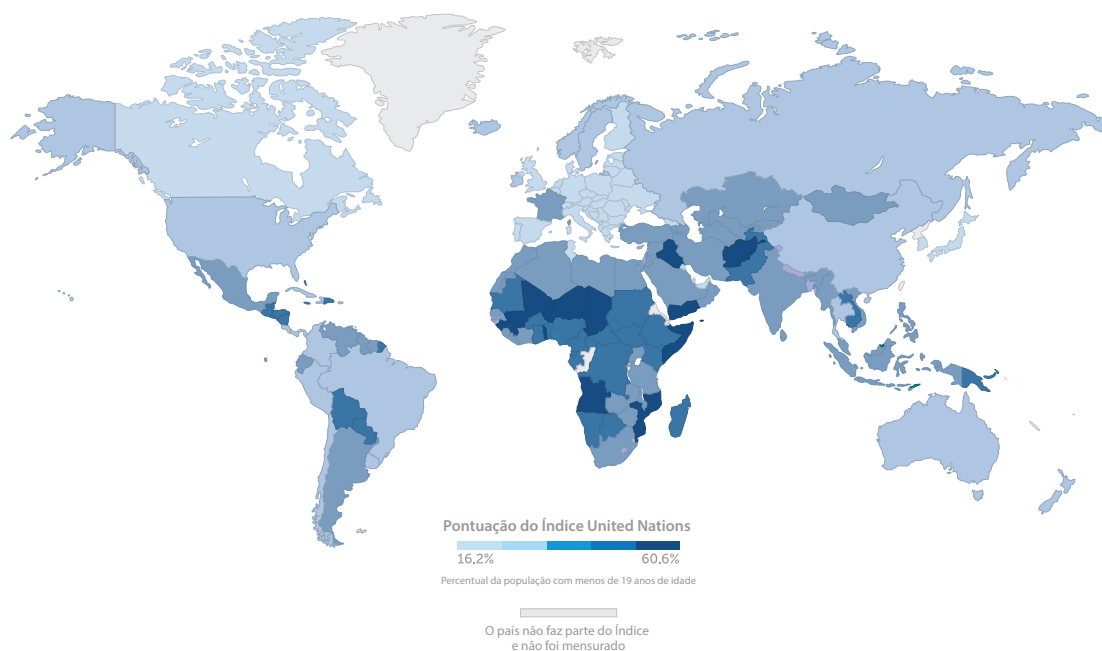 Pontuação do Índice United Nations
16.2% 60.6%
Percentual da população com menos de 19 anos de idade
O país não faz parte do Índice
e não foi mensurado